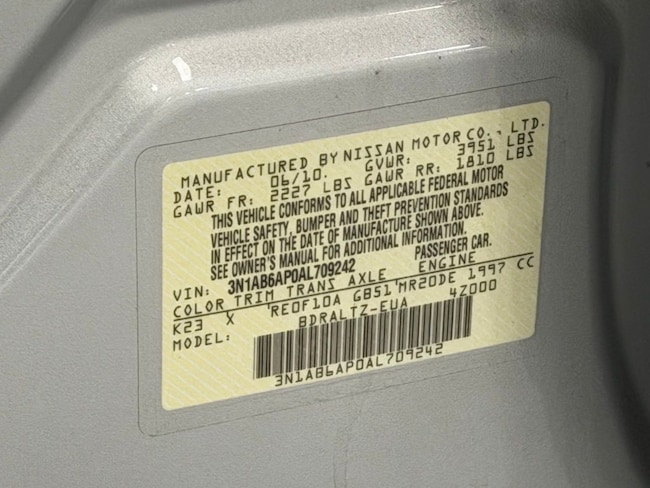 MANUFACTURED BY NISSAN MOTOR CO., LTD.
DATE: 06/10. GVWR: 3951 LBS
GAWR FR: 2227 LBS GAWR RR: 1810 LBS
THIS VEHICLE CONFORMS TO ALL APPLICABLE FEDERAL MOTOR
VEHICLE SAFETY, BUMPER AND THEFT PREVENTION STANDARDS
IN EFFECT ON THE DATE OF MANUFACTURE SHOWN ABOVE.
SEE OWNER'S MANUAL FOR ADDITIONAL INFORMATION.
VIN: 3N1AB6AP0AL709242 PASSENGER CAR.
COLOR TRIM TRANS AXLE ENGINE
K23 X RE0F10A GB51 MR20DE 1997 CC
MODEL: BDRALTZ-EUA 4Z000
3N1AB6AP0AL709242